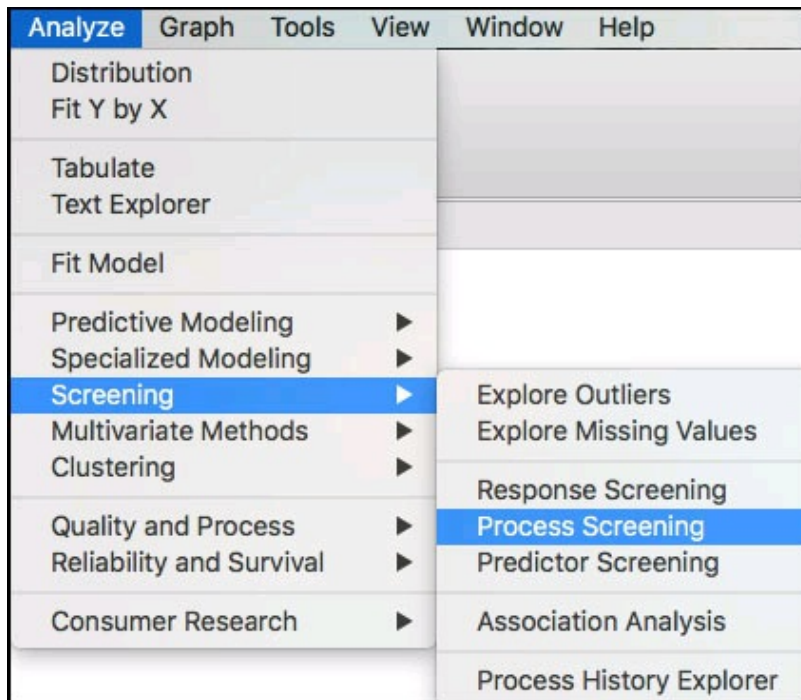 Analyze Graph Tools View Window Help
Distribution
Fit Y by X
Tabulate
Text Explorer
Fit Model
Predictive Modeling
Specialized Modeling
Screening
Multivariate Methods
Clustering
Quality and Process
Reliability and Survival
Consumer Research
Explore Outliers
Explore Missing Values
Response Screening
Process Screening
Predictor Screening
Association Analysis
Process History Explorer